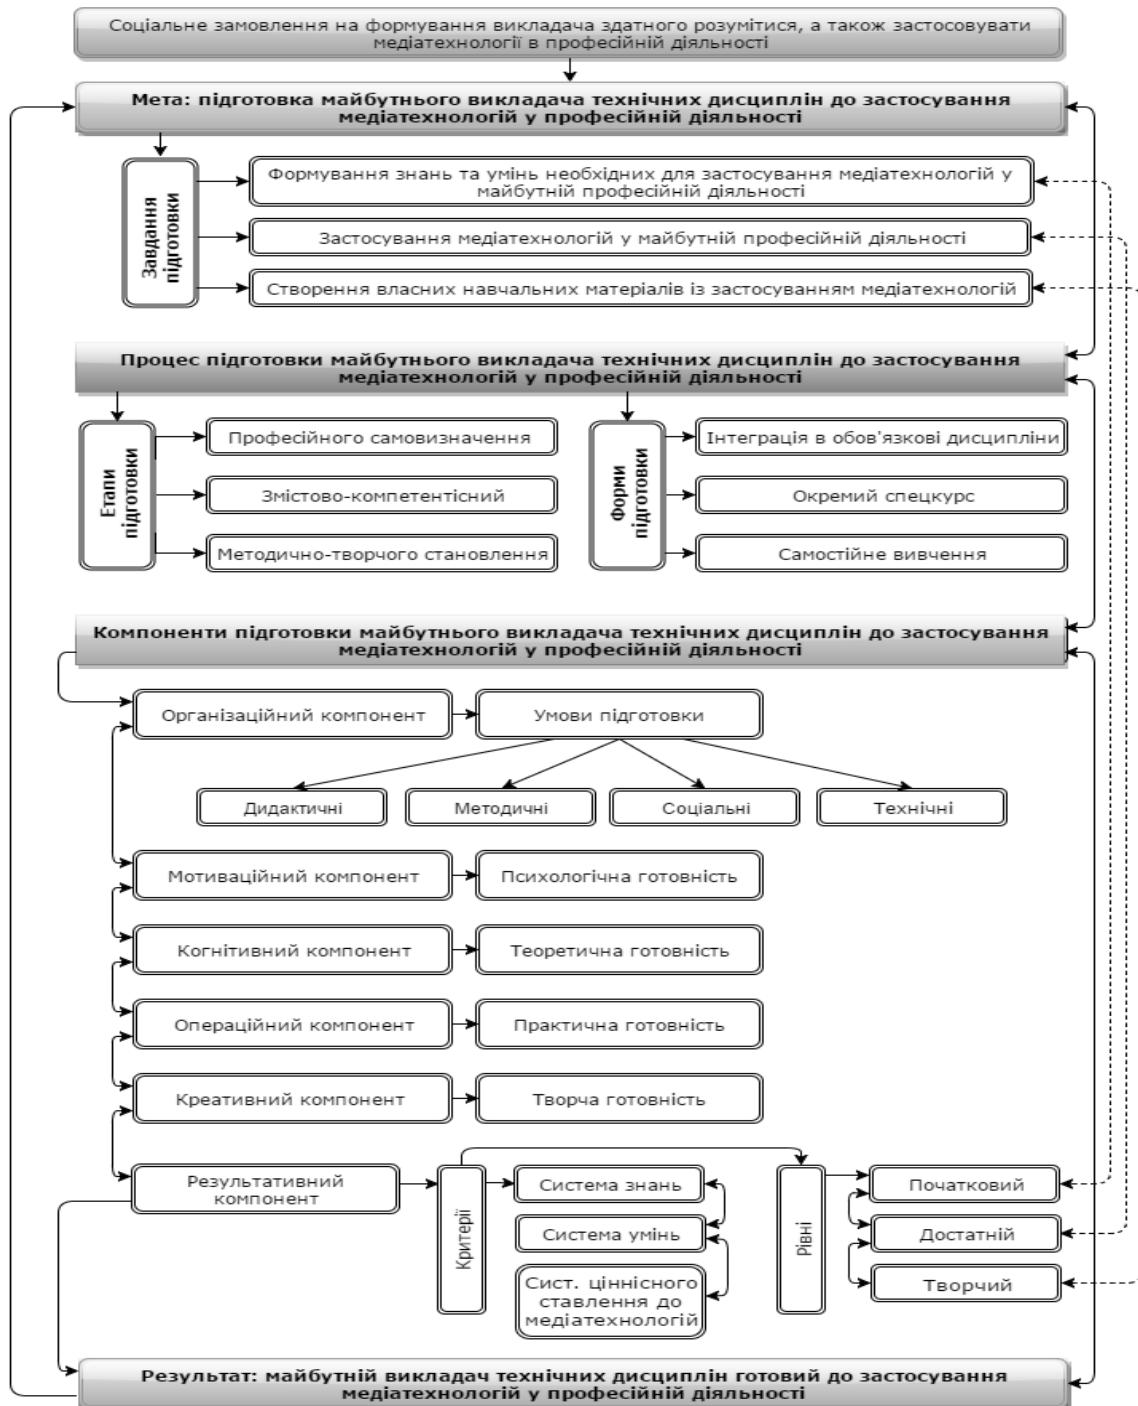 Соціальне замовлення на формування викладача здатного розумітися, а також застосовувати
медіатехнології в професійній діяльності
Мета: підготовка майбутнього викладача технічних дисциплін до застосування
медіатехнологій у професійній діяльності
Завдання
підготовки
Формування знань та умінь необхідних для застосування медіатехнологій у
майбутній професійній діяльності
Застосування медіатехнологій у майбутній професійній діяльності
Створення власних навчальних матеріалів із застосуванням медіатехнологій
Процес підготовки майбутнього викладача технічних дисциплін до застосування
медіатехнологій у професійній діяльності
Етапи
підготовки
Професійного самовизначення
Змістово-компетентісний
Методично-творчого становлення
Форми
підготовки
Інтеграція в обов'язкові дисципліни
Окремий спецкурс
Самостійне вивчення
Компоненти підготовки майбутнього викладача технічних дисциплін до застосування
медіатехнологій у професійній діяльності
Організаційний компонент
Умови підготовки
Дидактичні
Методичні
Соціальні
Технічні
Мотиваційний компонент
Психологічна готовність
Когнітивний компонент
Теоретична готовність
Операційний компонент
Практична готовність
Креативний компонент
Творча готовність
Результативний
компонент
Критерії
Система знань
Система умінь
Сист. ціннісного
ставлення до
медіатехнологій
Рівні
Початковий
Достатній
Творчий
Результат: майбутній викладач технічних дисциплін готовий до застосування
медіатехнологій у професійній діяльності